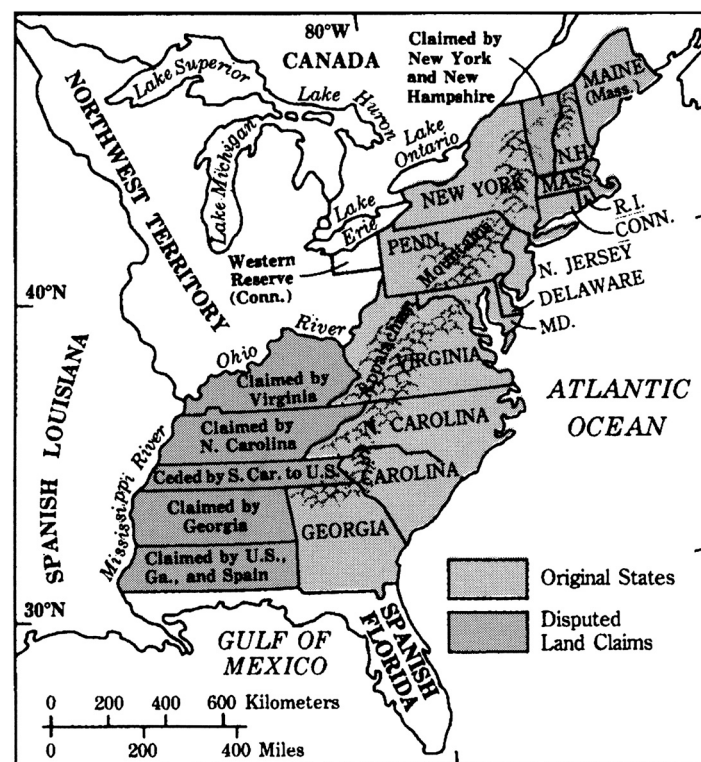 80°W
CANADA
Claimed by
New York
and New
Hampshire
MAINE
(Mass.)
Lake Superior
Lake
Huron
Lake Michigan
Lake
Ontario
NORTHWEST TERRITORY
N.H.
NEW YORK
MASS.
R.I.
CONN.
Lake
Erie
PENN.
Western
Reserve
(Conn.)
N. JERSEY
DELAWARE
MD.
40°N
Appalachian Mountains
Ohio River
VIRGINIA
Claimed by
Virginia
ATLANTIC
OCEAN
SPANISH LOUISIANA
Mississippi River
Claimed by
N. Carolina
N. CAROLINA
Ceded by S. Car. to U.S.
S. CAROLINA
Claimed by
Georgia
GEORGIA
Claimed by U.S.,
Ga., and Spain
Original States
Disputed
Land Claims
30°N
GULF OF
MEXICO
SPANISH
FLORIDA
0 200 400 600 Kilometers
0 200 400 Miles